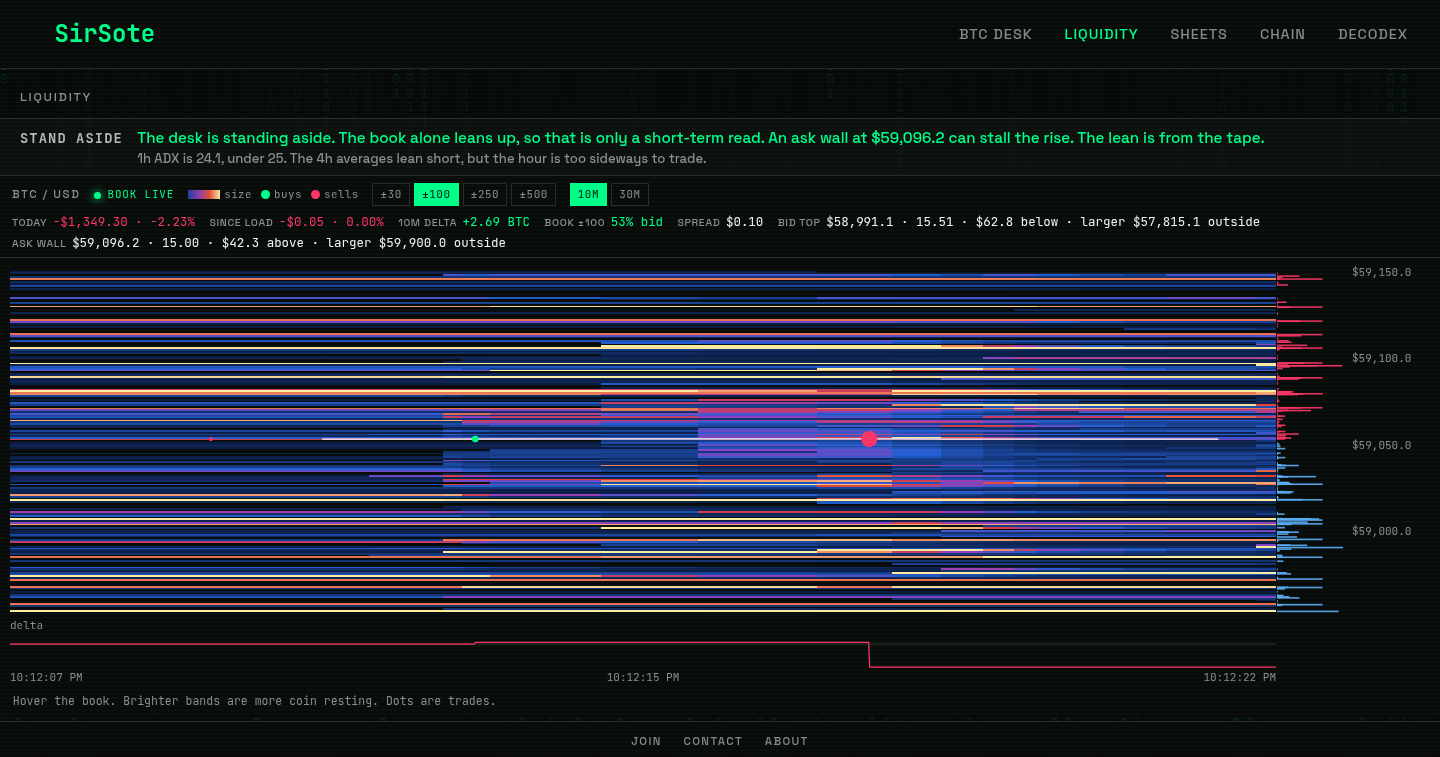 SirSote
BTC DESK LIQUIDITY SHEETS CHAIN DECODEX
LIQUIDITY
STAND ASIDE The desk is standing aside. The book alone leans up, so that is only a short-term read. An ask wall at $59,096.2 can stall the rise. The lean is from the tape.
1h ADX is 24.1, under 25. The 4h averages lean short, but the hour is too sideways to trade.
BTC / USD BOOK LIVE size buys sells ±30 ±100 ±250 ±500 10M 30M
TODAY -$1,349.30 · -2.23% SINCE LOAD -$0.05 · 0.00% 10M DELTA +2.69 BTC BOOK ±100 53% bid SPREAD $0.10 BID TOP $58,991.1 · 15.51 · $62.8 below · larger $57,815.1 outside
ASK WALL $59,096.2 · 15.00 · $42.3 above · larger $59,900.0 outside
$59,150.0
$59,100.0
$59,050.0
$59,000.0
delta
10:12:07 PM 10:12:15 PM 10:12:22 PM
Hover the book. Brighter bands are more coin resting. Dots are trades.
JOIN CONTACT ABOUT